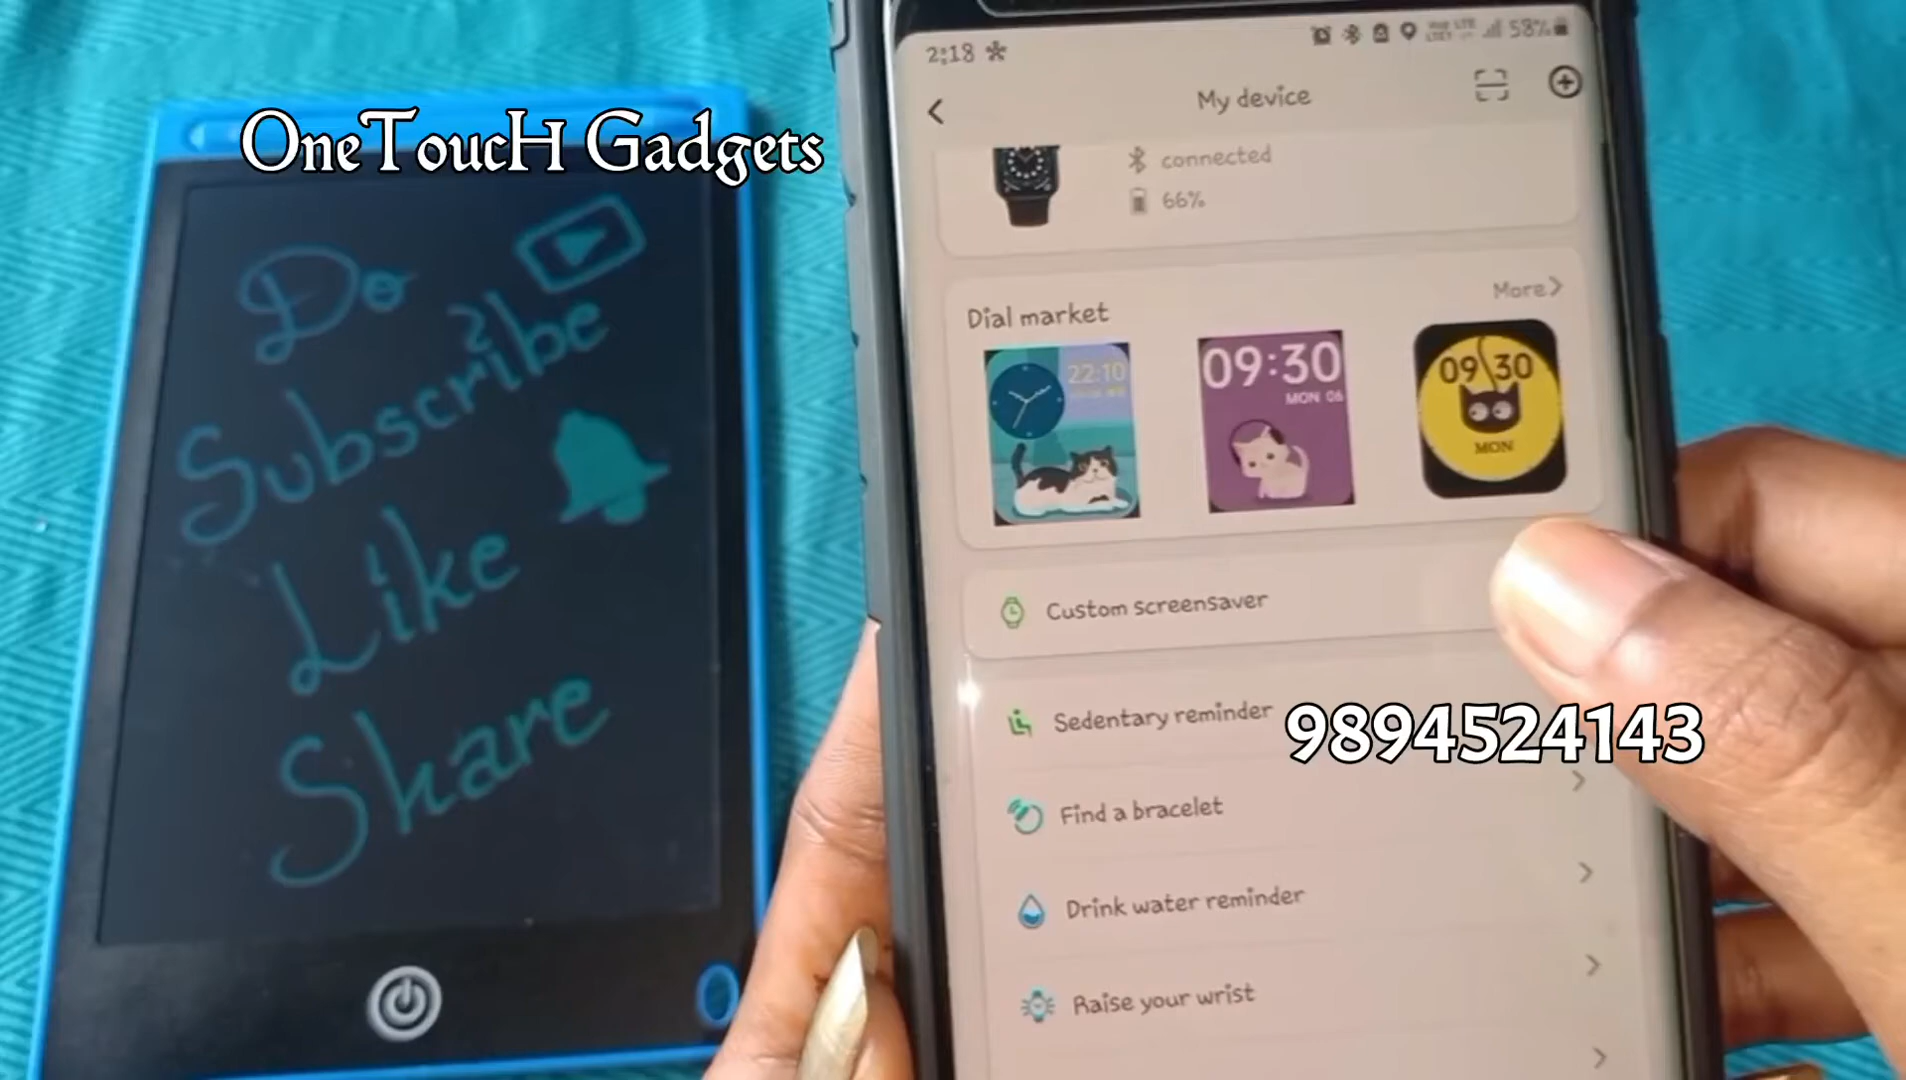 OneToucH Gadgets
Do
Subscribe
Like
Share
2:18
58%
My device
connected
66%
Dial market
More
22:10
09:30
MON 06
09 30
MON
Custom screensaver
Sedentary reminder
9894524143
Find a bracelet
Drink water reminder
Raise your wrist